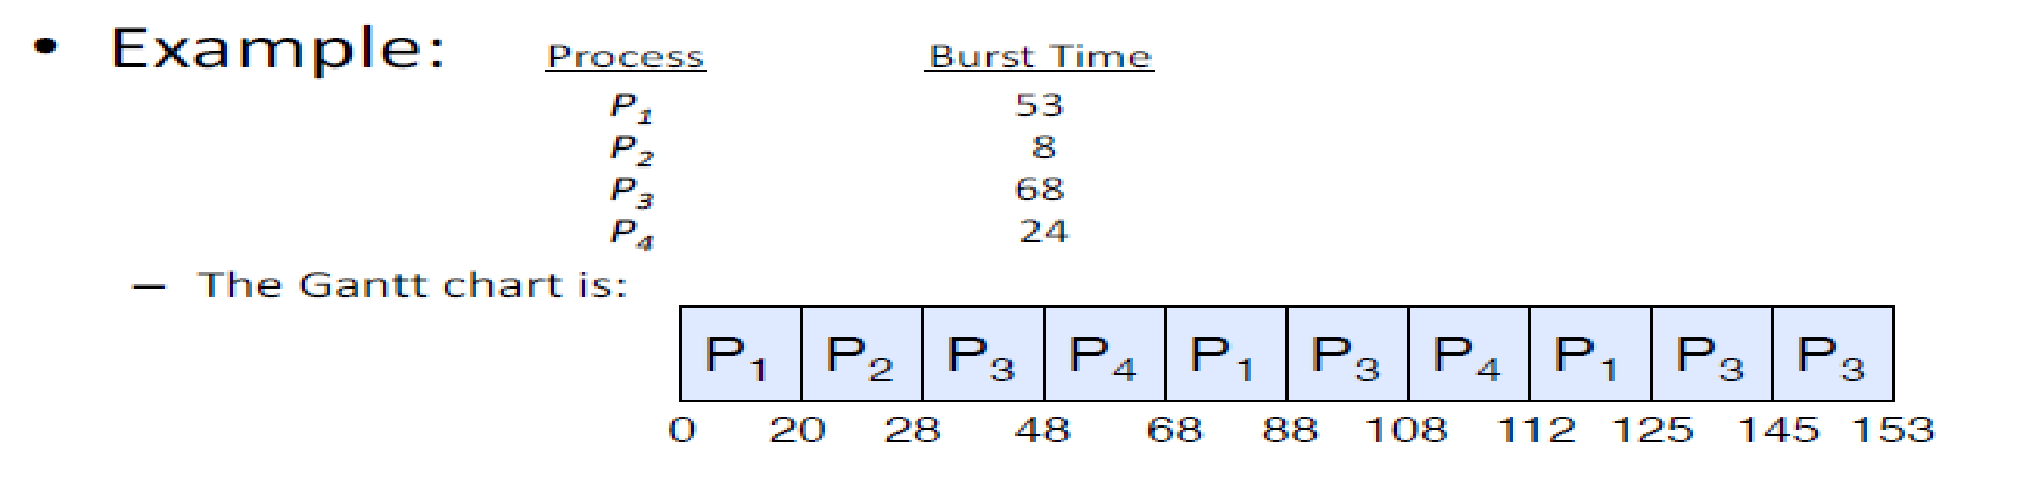 • Example: Process Burst Time
P1 53
P2 8
P3 68
P4 24
– The Gantt chart is:
P1 P2 P3 P4 P1 P3 P4 P1 P3 P3
0 20 28 48 68 88 108 112 125 145 153